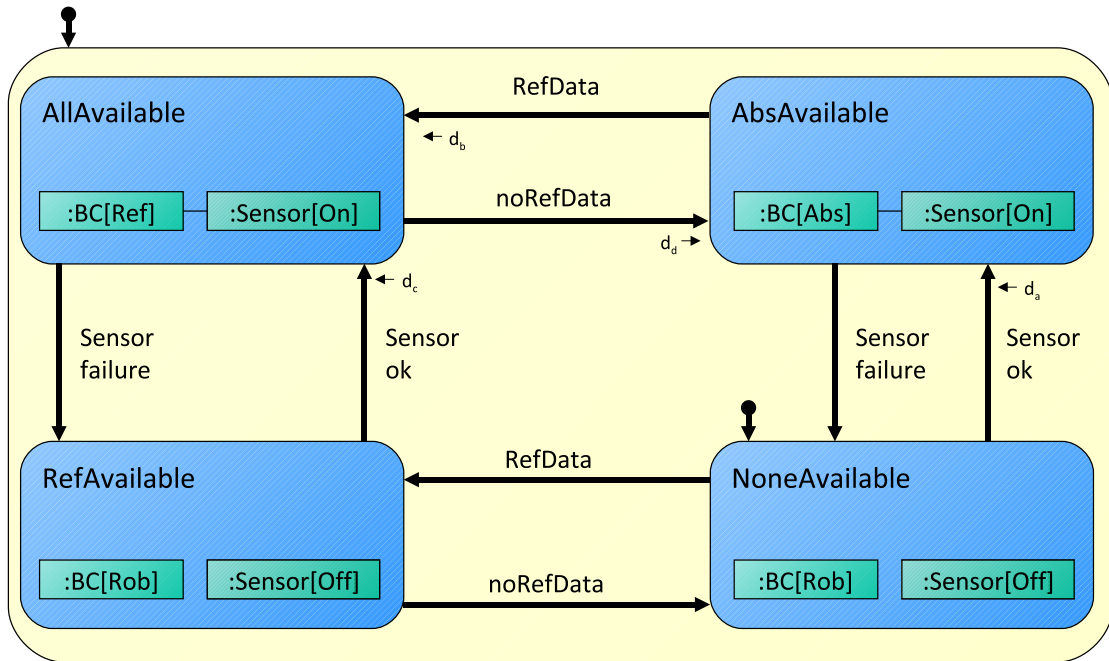 AllAvailable
:BC[Ref]
:Sensor[On]
RefData
d_b
noRefData
d_d
AbsAvailable
:BC[Abs]
:Sensor[On]
Sensor
failure
d_c
Sensor
ok
Sensor
failure
d_a
Sensor
ok
RefAvailable
:BC[Rob]
:Sensor[Off]
RefData
noRefData
NoneAvailable
:BC[Rob]
:Sensor[Off]